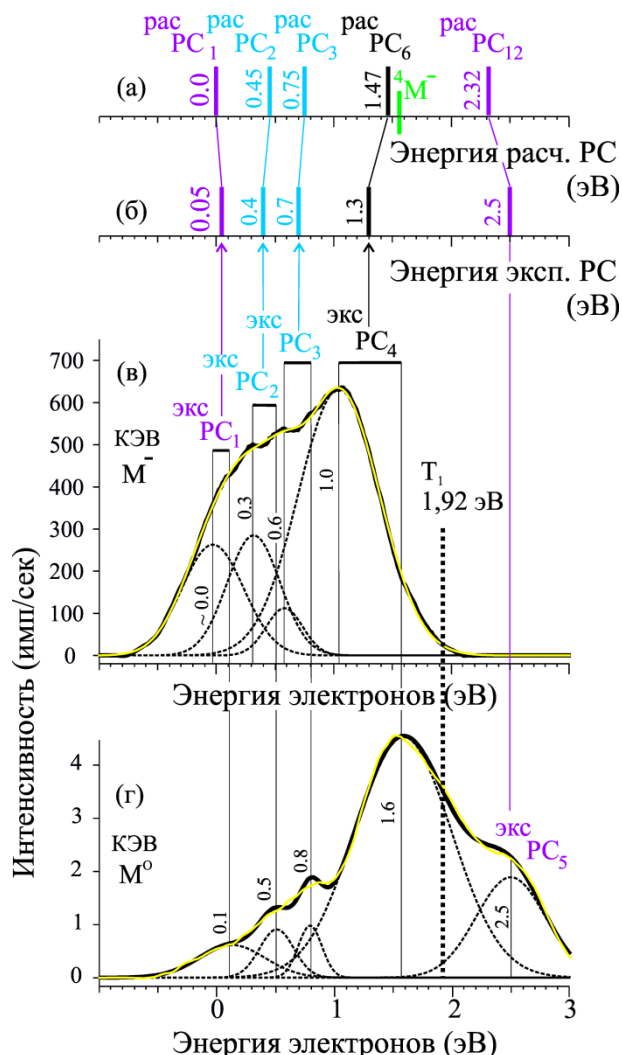 рас рас рас рас рас
PC1 PC2 PC3 PC6 PC12
(а) 0.0 0.45 0.75 1.47 4М⁻ 2.32
Энергия расч. РС
(эВ)
(б) 0.05 0.4 0.7 1.3 2.5
Энергия эксп. РС
(эВ)
экс PC4
экс PC3
экс PC2
экс PC1
(в)
КЭВ
М⁻
700
600
500
400
300
200
100
0
~ 0.0 0.3 0.6 1.0
T1
1,92 эВ
Энергия электронов (эВ)
Интенсивность (имп/сек)
(г)
КЭВ
М⁰
4
3
2
1
0
0.1 0.5 0.8 1.6 2.5
экс PC5
0 1 2 3
Энергия электронов (эВ)